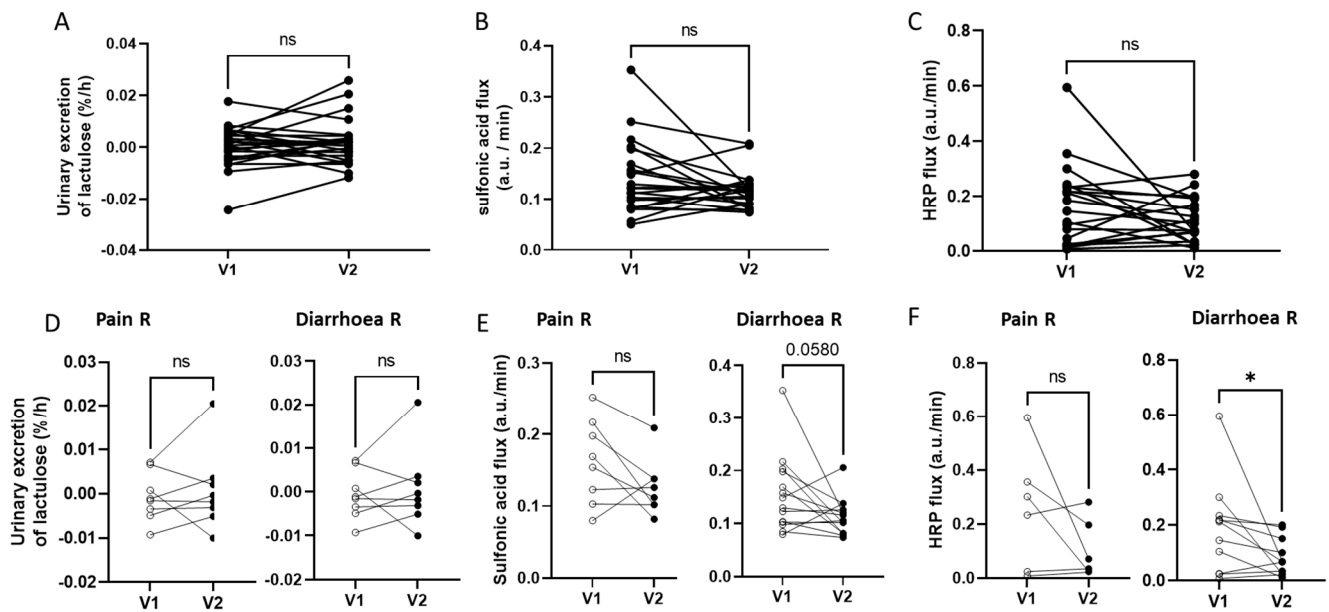 A
Urinary excretion
of lactulose (%/h)
0.04
0.02
0.00
-0.02
-0.04
ns
V1
V2
B
sulfonic acid flux
(a.u. / min)
0.4
0.3
0.2
0.1
0.0
ns
V1
V2
C
HRP flux (a.u./min)
0.8
0.6
0.4
0.2
0.0
ns
V1
V2
D
Pain R
Urinary excretion
of lactulose (%/h)
0.03
0.02
0.01
0.00
-0.01
-0.02
ns
V1
V2
Diarrhoea R
0.03
0.02
0.01
0.00
-0.01
-0.02
ns
V1
V2
E
Pain R
Sulfonic acid flux (a.u./min)
0.3
0.2
0.1
0.0
ns
V1
V2
Diarrhoea R
0.4
0.3
0.2
0.1
0.0
0.0580
V1
V2
F
Pain R
HRP flux (a.u./min)
0.8
0.6
0.4
0.2
0.0
ns
V1
V2
Diarrhoea R
0.8
0.6
0.4
0.2
0.0
*
V1
V2